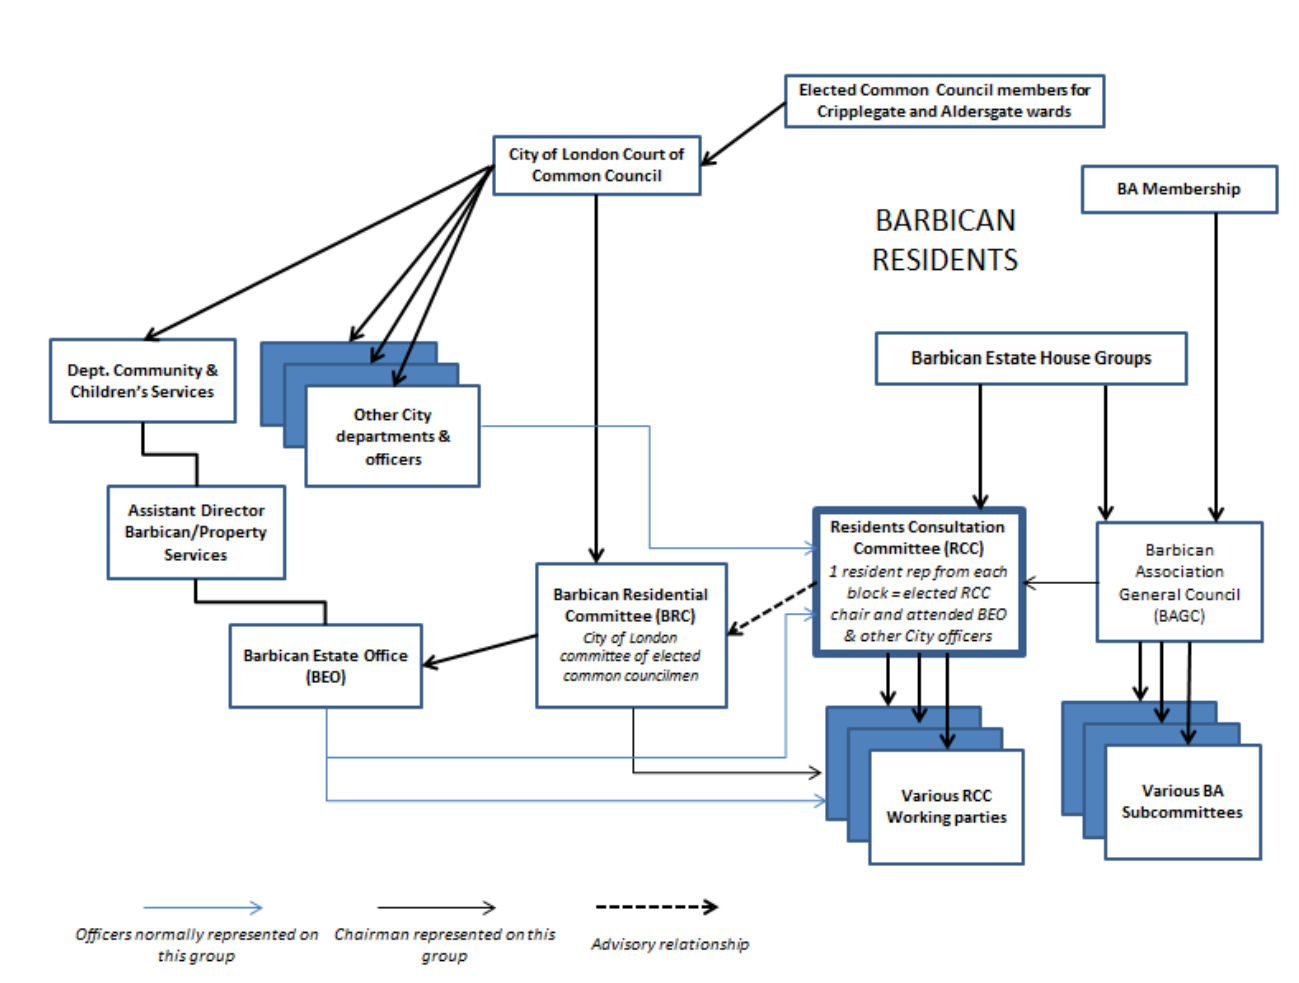 Elected Common Council members for
Cripplegate and Aldersgate wards
City of London Court of
Common Council
BA Membership
BARBICAN
RESIDENTS
Dept. Community &
Children's Services
Other City
departments &
officers
Barbican Estate House Groups
Assistant Director
Barbican/Property
Services
Residents Consultation
Committee (RCC)
1 resident rep from each
block = elected RCC
chair and attended BEO
& other City officers
Barbican
Association
General Council
(BAGC)
Barbican Residential
Committee (BRC)
City of London
committee of elected
common councilmen
Barbican Estate Office
(BEO)
Various RCC
Working parties
Various BA
Subcommittees
Officers normally represented on
this group
Chairman represented on this
group
Advisory relationship